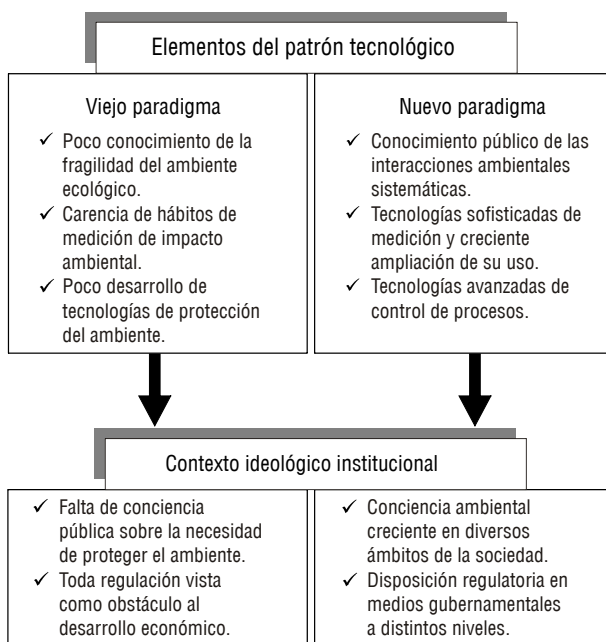 Elementos del patrón tecnológico
Viejo paradigma
✓ Poco conocimiento de la
fragilidad del ambiente
ecológico.
✓ Carencia de hábitos de
medición de impacto
ambiental.
✓ Poco desarrollo de
tecnologías de protección
del ambiente.
Nuevo paradigma
✓ Conocimiento público de las
interacciones ambientales
sistemáticas.
✓ Tecnologías sofisticadas de
medición y creciente
ampliación de su uso.
✓ Tecnologías avanzadas de
control de procesos.
Contexto ideológico institucional
✓ Falta de conciencia
pública sobre la necesidad
de proteger el ambiente.
✓ Toda regulación vista
como obstáculo al
desarrollo económico.
✓ Conciencia ambiental
creciente en diversos
ámbitos de la sociedad.
✓ Disposición regulatoria en
medios gubernamentales
a distintos niveles.